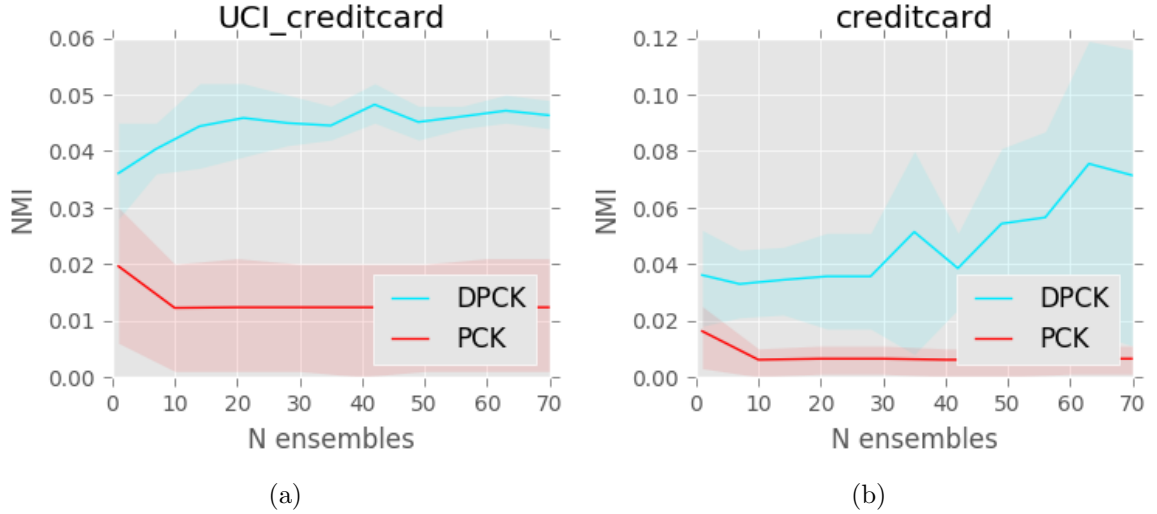 UCI_creditcard
0.06
0.05
0.04
0.03
0.02
0.01
0.00
NMI
DPCK
PCK
0 10 20 30 40 50 60 70
N ensembles
(a)
creditcard
0.12
0.10
0.08
0.06
0.04
0.02
0.00
NMI
DPCK
PCK
0 10 20 30 40 50 60 70
N ensembles
(b)